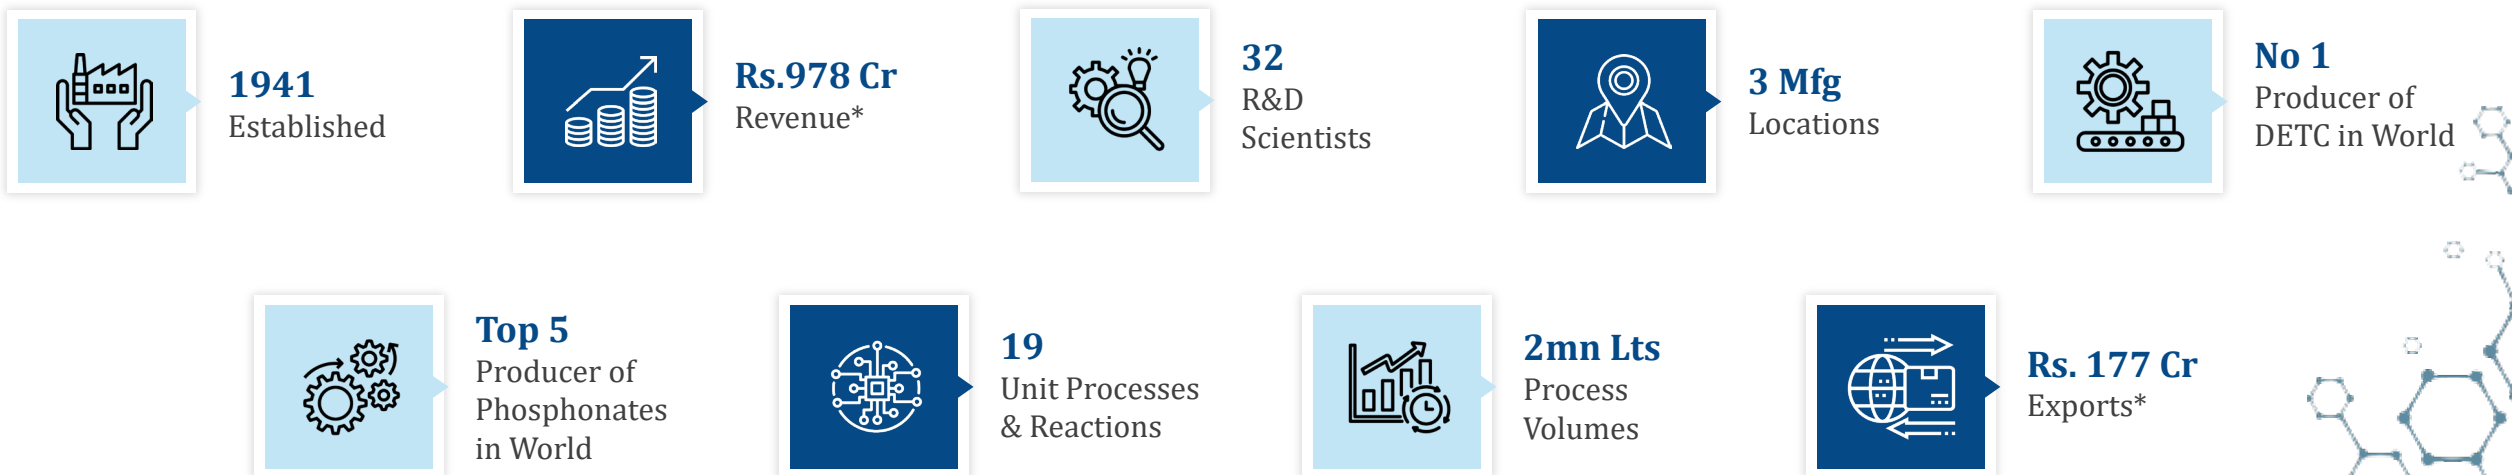 1941
Established
Rs.978 Cr
Revenue*
32
R&D
Scientists
3 Mfg
Locations
No 1
Producer of
DETC in World
Top 5
Producer of
Phosphonates
in World
19
Unit Processes
& Reactions
2mn Lts
Process
Volumes
Rs. 177 Cr
Exports*